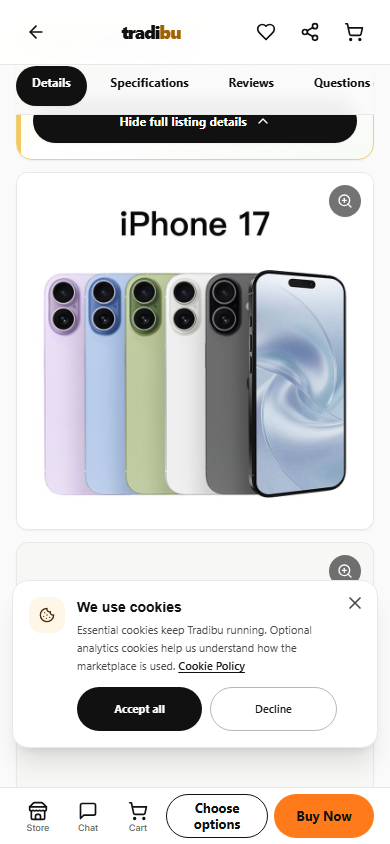 tradibu
Details Specifications Reviews Questions
Hide full listing details
iPhone 17
We use cookies
Essential cookies keep Tradibu running. Optional
analytics cookies help us understand how the
marketplace is used. Cookie Policy
Accept all Decline
Store Chat Cart Choose options Buy Now